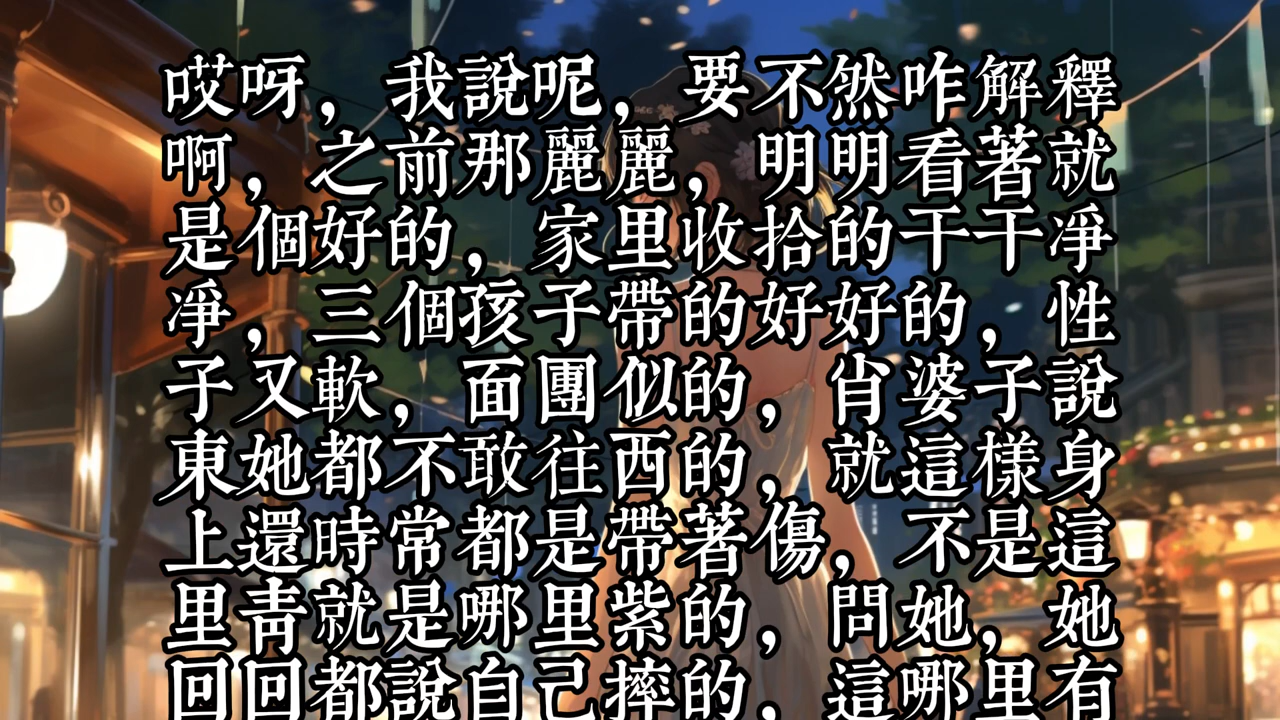 哎呀，我說呢，要不然咋解釋
啊，之前那麗麗，明明看著就
是個好的，家里收拾的干干凈
凈，三個孩子帶的好好的，性
子又軟，面團似的，肖婆子說
東她都不敢往西的，就這樣身
上還時常都是帶著傷，不是這
里青就是哪里紫的，問她，她
回回都說自己摔的，這哪里有